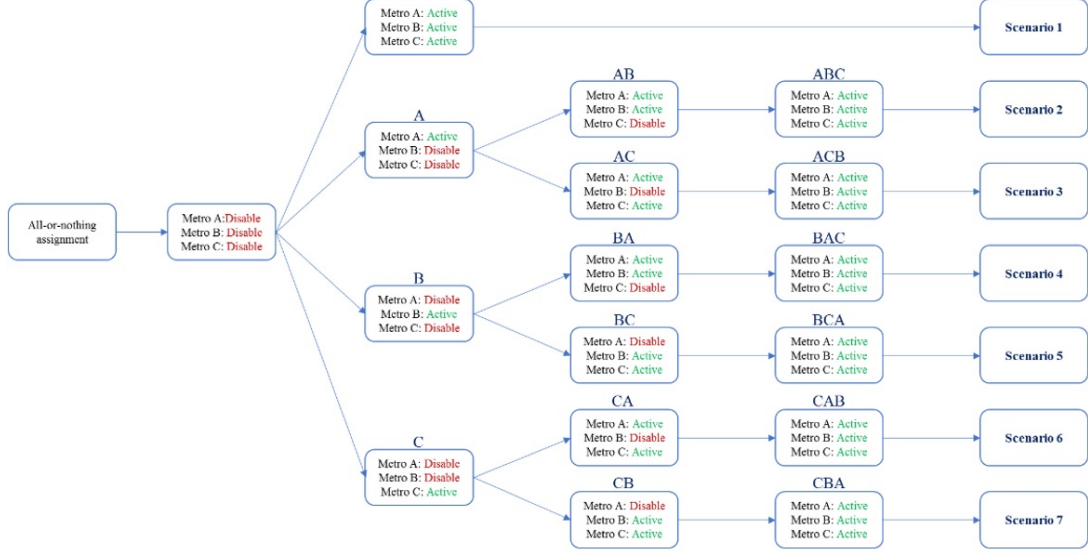 Metro A: Active
Metro B: Active
Metro C: Active
Scenario 1
AB
ABC
Metro A: Active
Metro B: Active
Metro C: Disable
Metro A: Active
Metro B: Active
Metro C: Active
Scenario 2
A
Metro A: Active
Metro B: Disable
Metro C: Disable
AC
ACB
Metro A: Active
Metro B: Disable
Metro C: Active
Metro A: Active
Metro B: Active
Metro C: Active
Scenario 3
All-or-nothing
assignment
Metro A:Disable
Metro B: Disable
Metro C: Disable
BA
BAC
Metro A: Active
Metro B: Active
Metro C: Disable
Metro A: Active
Metro B: Active
Metro C: Active
Scenario 4
B
Metro A: Disable
Metro B: Active
Metro C: Disable
BC
BCA
Metro A: Disable
Metro B: Active
Metro C: Active
Metro A: Active
Metro B: Active
Metro C: Active
Scenario 5
CA
CAB
Metro A: Active
Metro B: Disable
Metro C: Active
Metro A: Active
Metro B: Active
Metro C: Active
Scenario 6
C
Metro A: Disable
Metro B: Disable
Metro C: Active
CB
CBA
Metro A: Disable
Metro B: Active
Metro C: Active
Metro A: Active
Metro B: Active
Metro C: Active
Scenario 7